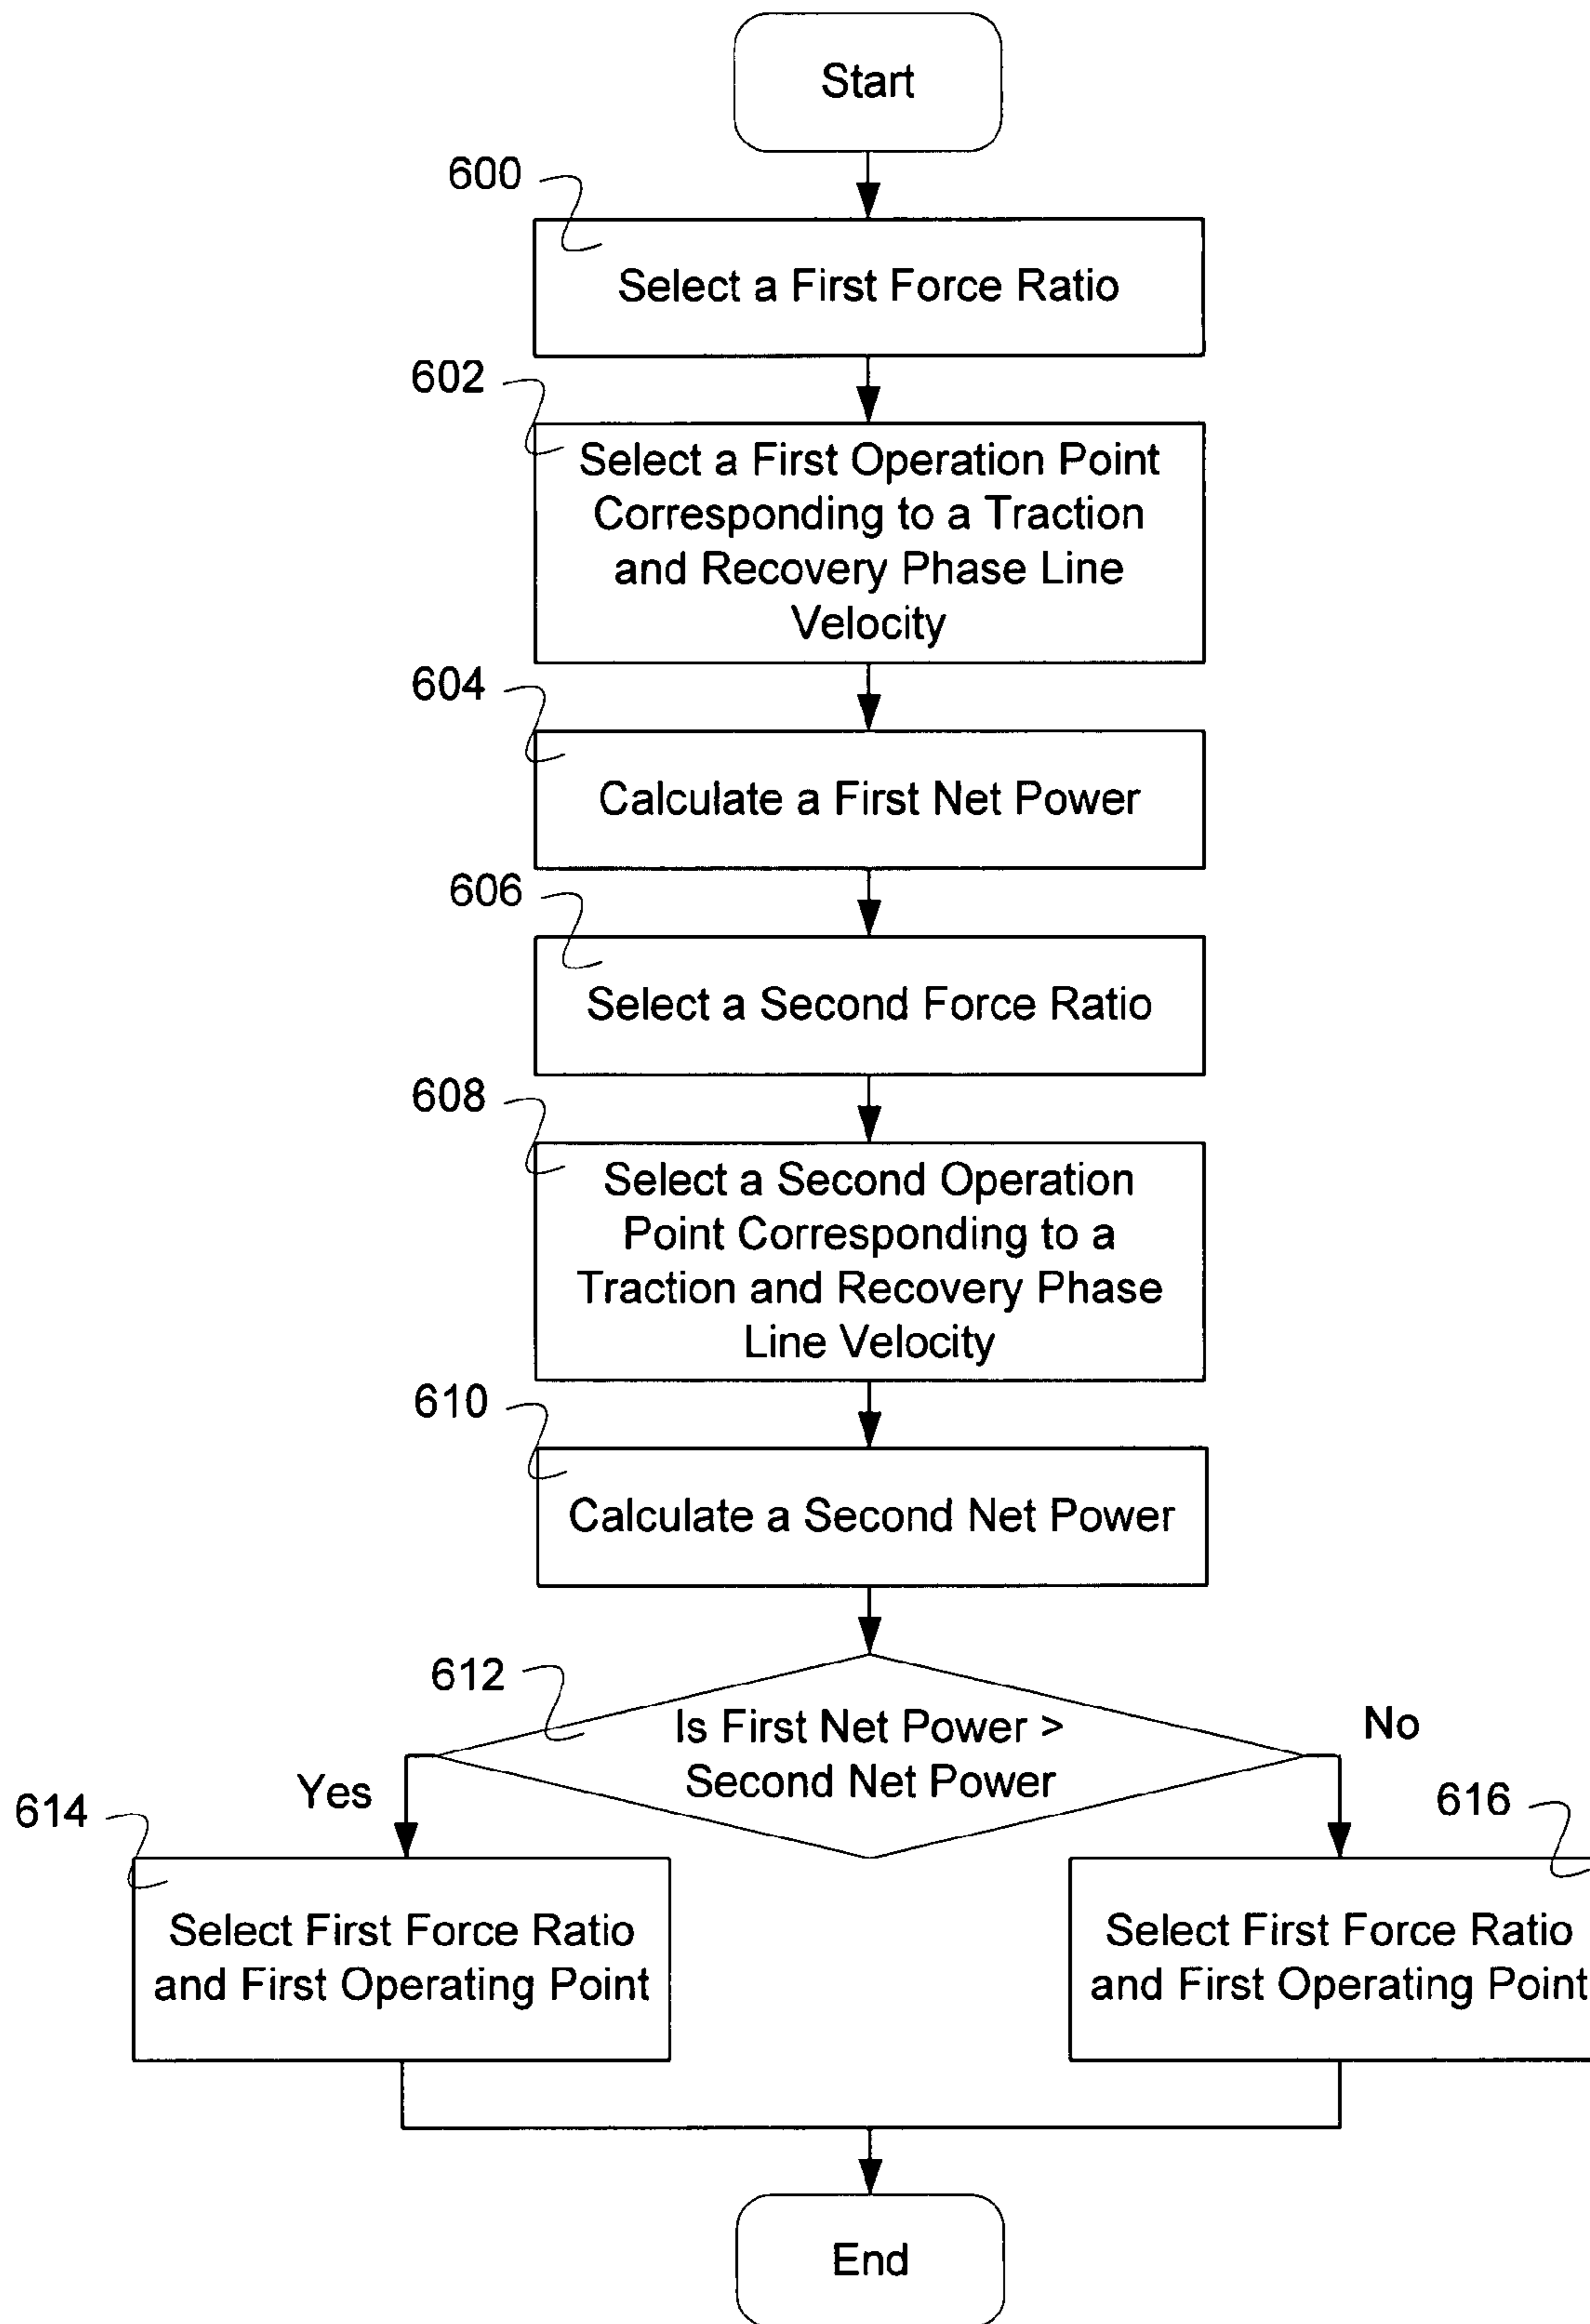 Start
600
Select a First Force Ratio
602
Select a First Operation Point
Corresponding to a Traction
and Recovery Phase Line
Velocity
604
Calculate a First Net Power
606
Select a Second Force Ratio
608
Select a Second Operation
Point Corresponding to a
Traction and Recovery Phase
Line Velocity
610
Calculate a Second Net Power
612
Is First Net Power >
Second Net Power
Yes
No
614
Select First Force Ratio
and First Operating Point
616
Select First Force Ratio
and First Operating Point
End